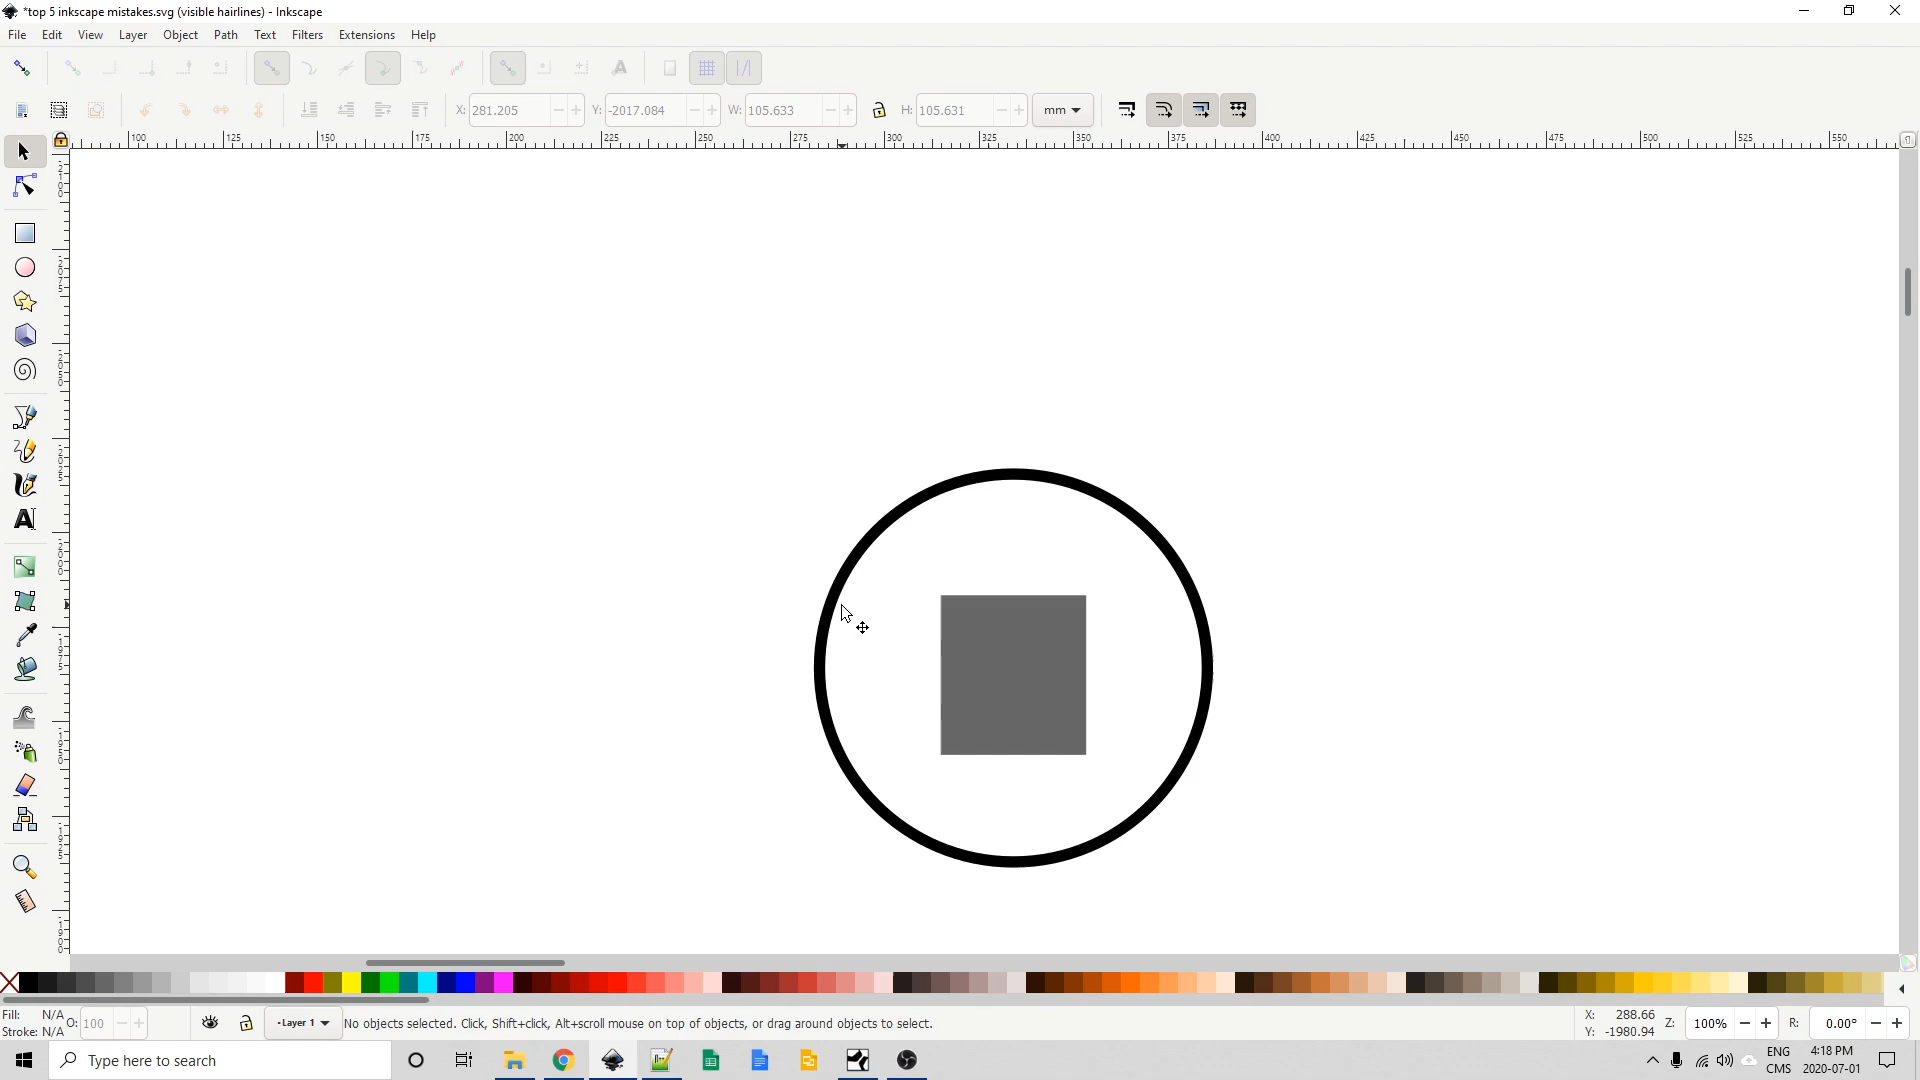 *top 5 inkscape mistakes.svg (visible hairlines) - Inkscape
File Edit View Layer Object Path Text Filters Extensions Help
X: 281.205 Y: -2017.084 W: 105.633 H: 105.631 mm
100 125 150 175 200 225 250 275 300 325 350 375 400 425 450 475 500 525 550
Fill: N/A O: 100 Layer 1 No objects selected. Click, Shift+click, Alt+scroll mouse on top of objects, or drag around objects to select. X: 288.66 Z: 100% R: 0.00°
Stroke: N/A Y: -1980.94
Type here to search ENG 4:18 PM
CMS 2020-07-01